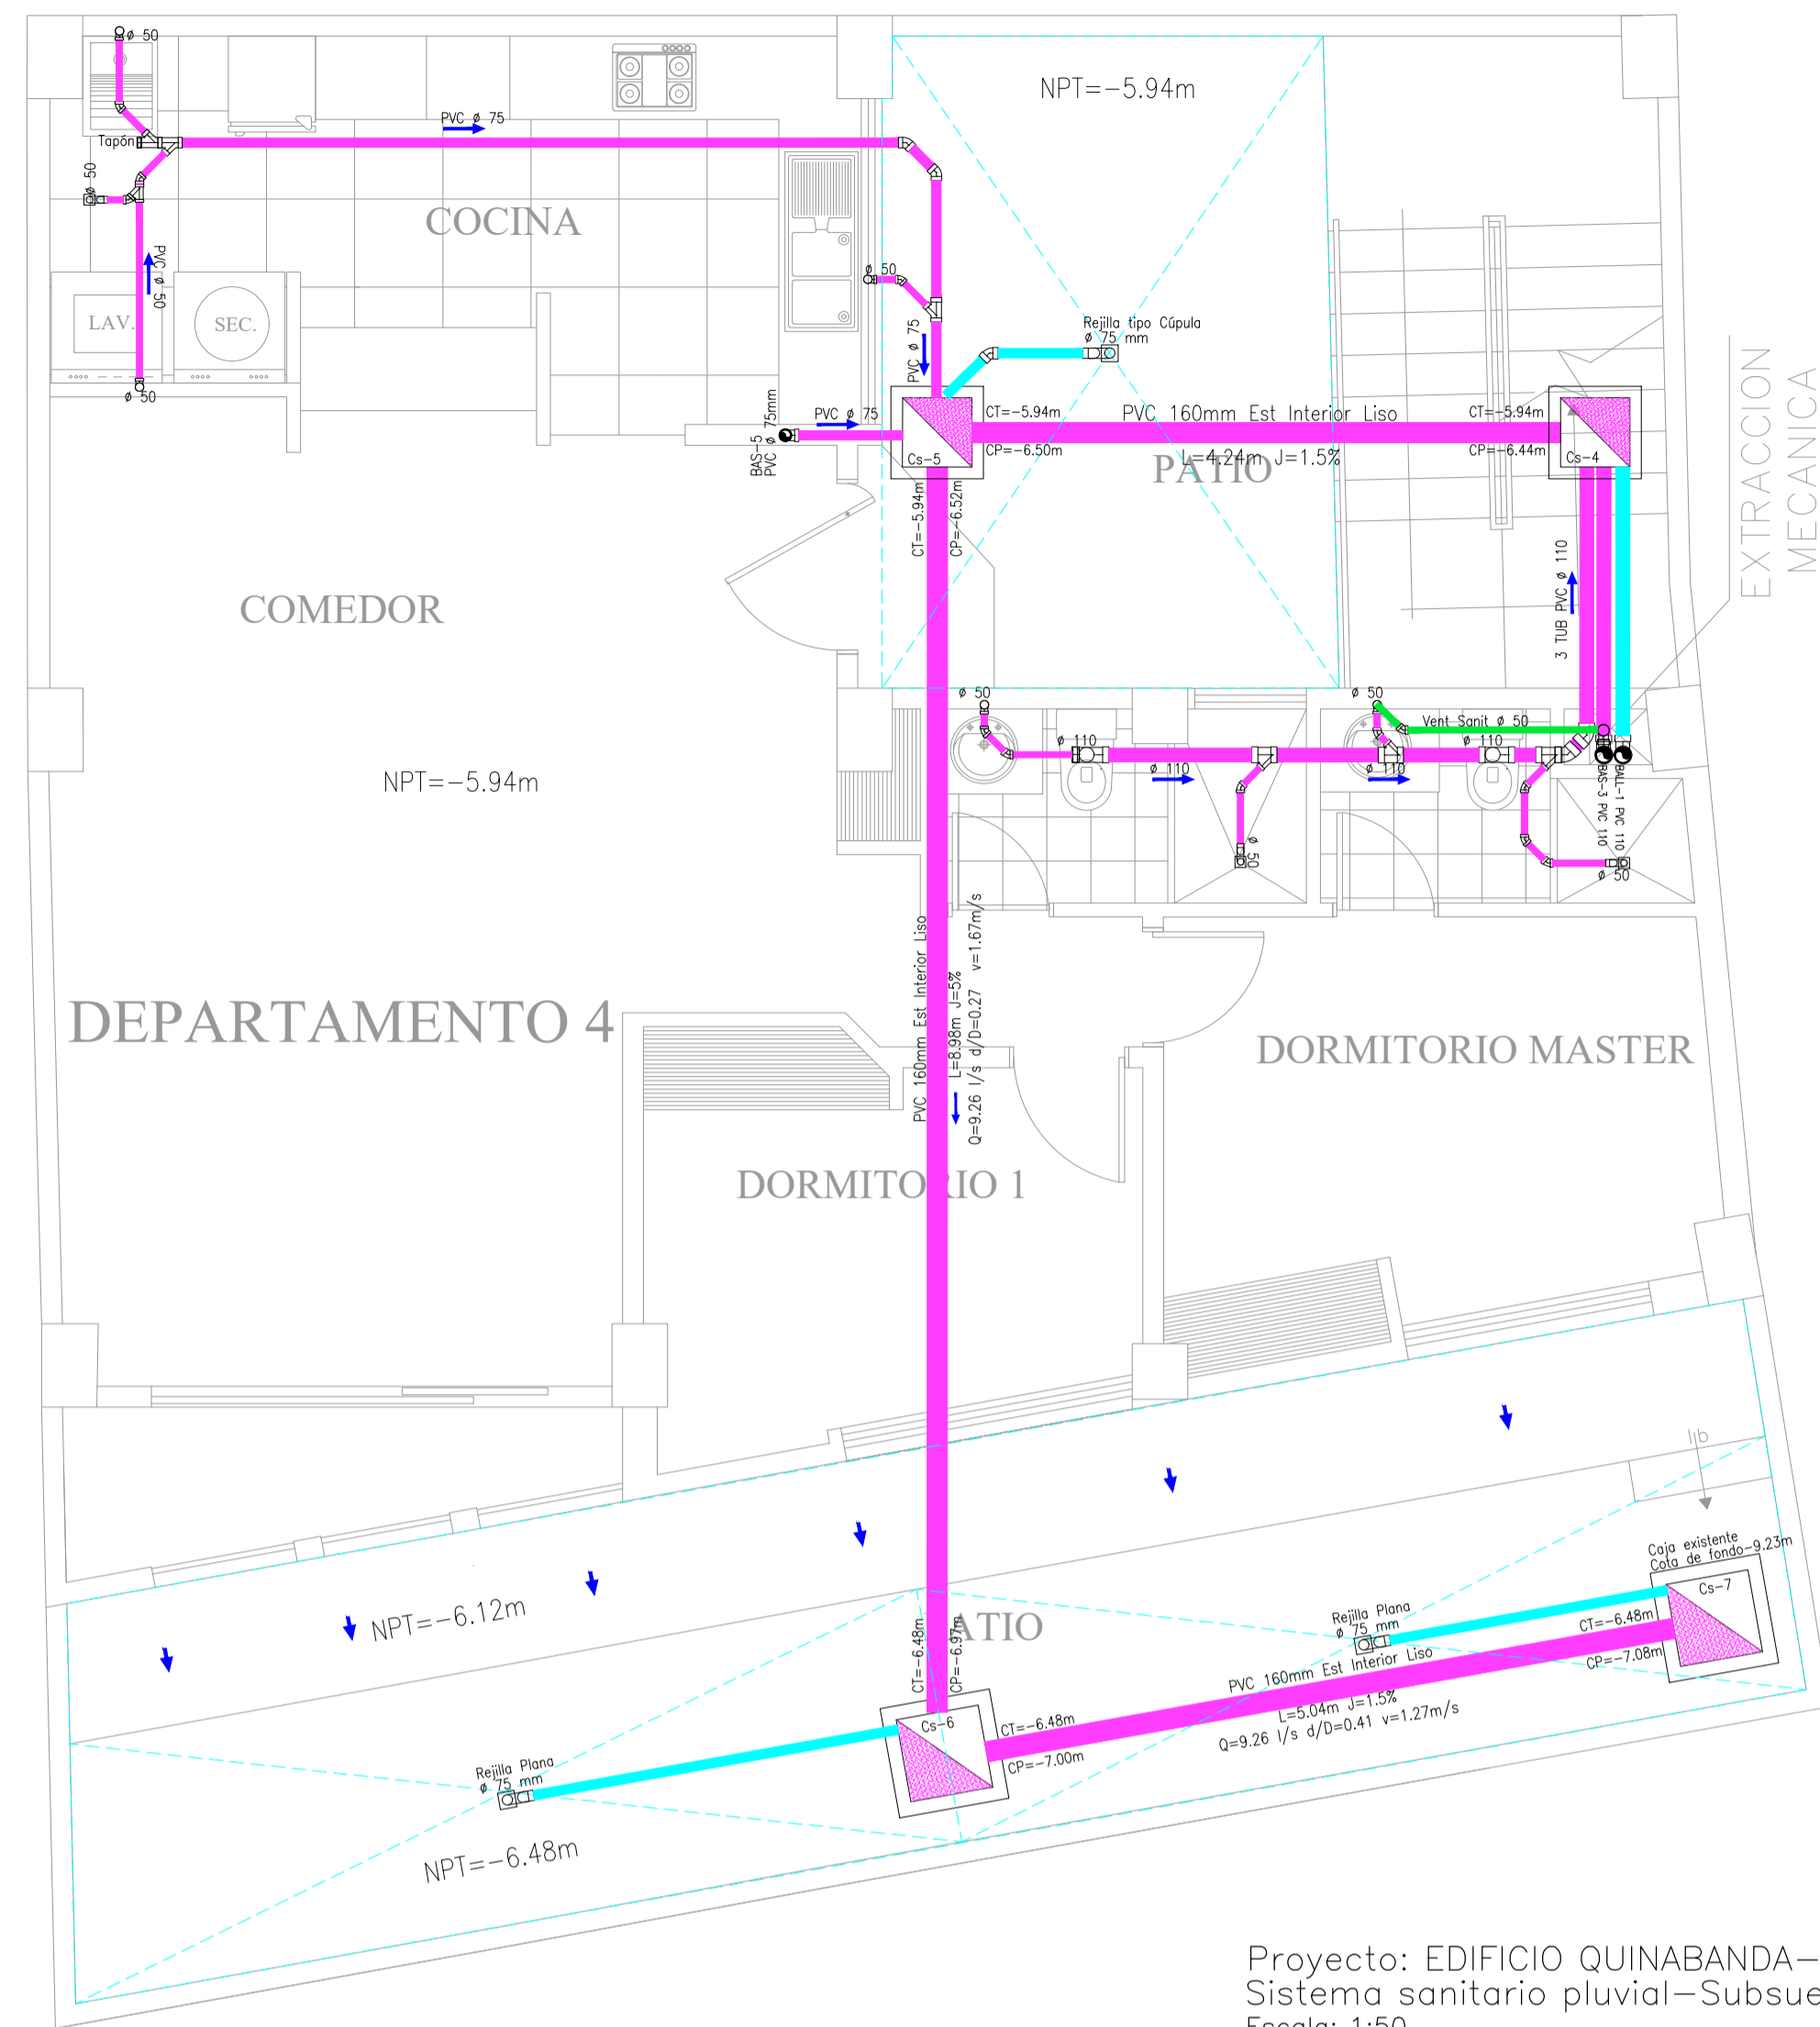 ø 50
NPT=-5.94m
PVC ø 75
Tapón
ø 50
COCINA
PVC ø 50
ø 50
LAV.
SEC.
ø 50
PVC ø 75
Rejilla tipo Cúpula
ø 75 mm
BAS-5
PVC ø 75mm
PVC ø 75
Cs-5
CT=-5.94m
CP=-6.50m
PVC 160mm Est Interior Liso
L=4.24m J=1.5%
PATIO
CT=-5.94m
CP=-6.44m
Cs-4
EXTRACCION
MECANICA
CT=-5.94m
CP=-6.52m
COMEDOR
3 TUB PVC ø 110
ø 50
ø 50
Vent Sanit ø 50
NPT=-5.94m
ø 110
ø 110
ø 110
ø 110
BAS-3 PVC 110
BALL-1 PVC 110
ø 50
ø 50
PVC 160mm Est Interior Liso
L=8.98m J=5%
Q=9.26 l/s d/D=0.27 v=1.67m/s
DEPARTAMENTO 4
DORMITORIO MASTER
DORMITORIO 1
NPT=-6.12m
CT=-6.48m
CP=-6.97m
PATIO
Caja existente
Cota de fondo-9.23m
Cs-7
Rejilla Plana
ø 75 mm
CT=-6.48m
CP=-7.08m
PVC 160mm Est Interior Liso
L=5.04m J=1.5%
Q=9.26 l/s d/D=0.41 v=1.27m/s
Cs-6
CT=-6.48m
CP=-7.00m
Rejilla Plana
ø 75 mm
NPT=-6.48m
Proyecto: EDIFICIO QUINABANDA-
Sistema sanitario pluvial-Subsue
Escala: 1:50